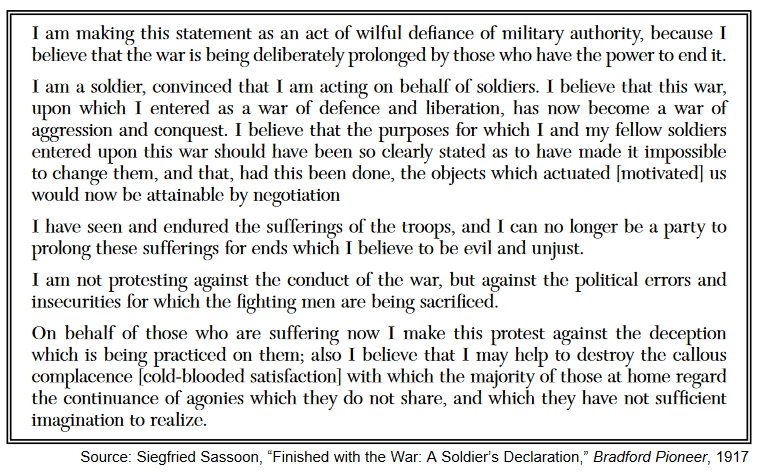 I am making this statement as an act of wilful defiance of military authority, because I
believe that the war is being deliberately prolonged by those who have the power to end it.
I am a soldier, convinced that I am acting on behalf of soldiers. I believe that this war,
upon which I entered as a war of defence and liberation, has now become a war of
aggression and conquest. I believe that the purposes for which I and my fellow soldiers
entered upon this war should have been so clearly stated as to have made it impossible
to change them, and that, had this been done, the objects which actuated [motivated] us
would now be attainable by negotiation
I have seen and endured the sufferings of the troops, and I can no longer be a party to
prolong these sufferings for ends which I believe to be evil and unjust.
I am not protesting against the conduct of the war, but against the political errors and
insecurities for which the fighting men are being sacrificed.
On behalf of those who are suffering now I make this protest against the deception
which is being practiced on them; also I believe that I may help to destroy the callous
complacence [cold-blooded satisfaction] with which the majority of those at home regard
the continuance of agonies which they do not share, and which they have not sufficient
imagination to realize.
Source: Siegfried Sassoon, “Finished with the War: A Soldier’s Declaration,” Bradford Pioneer, 1917